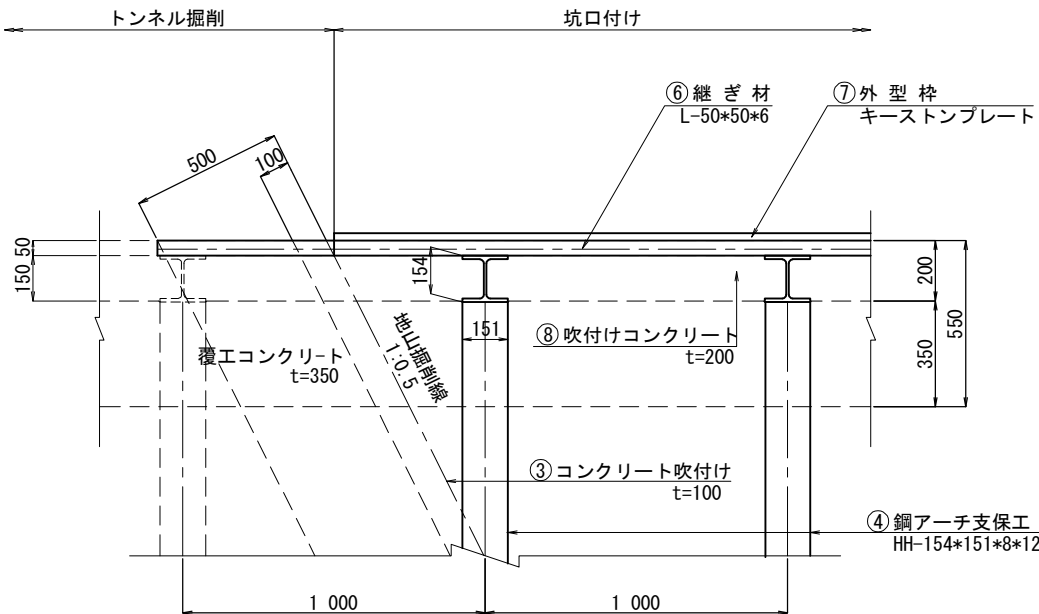 トンネル掘削
坑口付け
⑥継ぎ材
L-50*50*6
⑦外型枠
キーストンプレート
500
100
50
150
154
200
550
350
151
地山掘削線
1:0.5
⑧吹付けコンクリート
t=200
覆工コンクリート
t=350
③コンクリート吹付け
t=100
④鋼アーチ支保工
HH-154*151*8*12
1 000
1 000